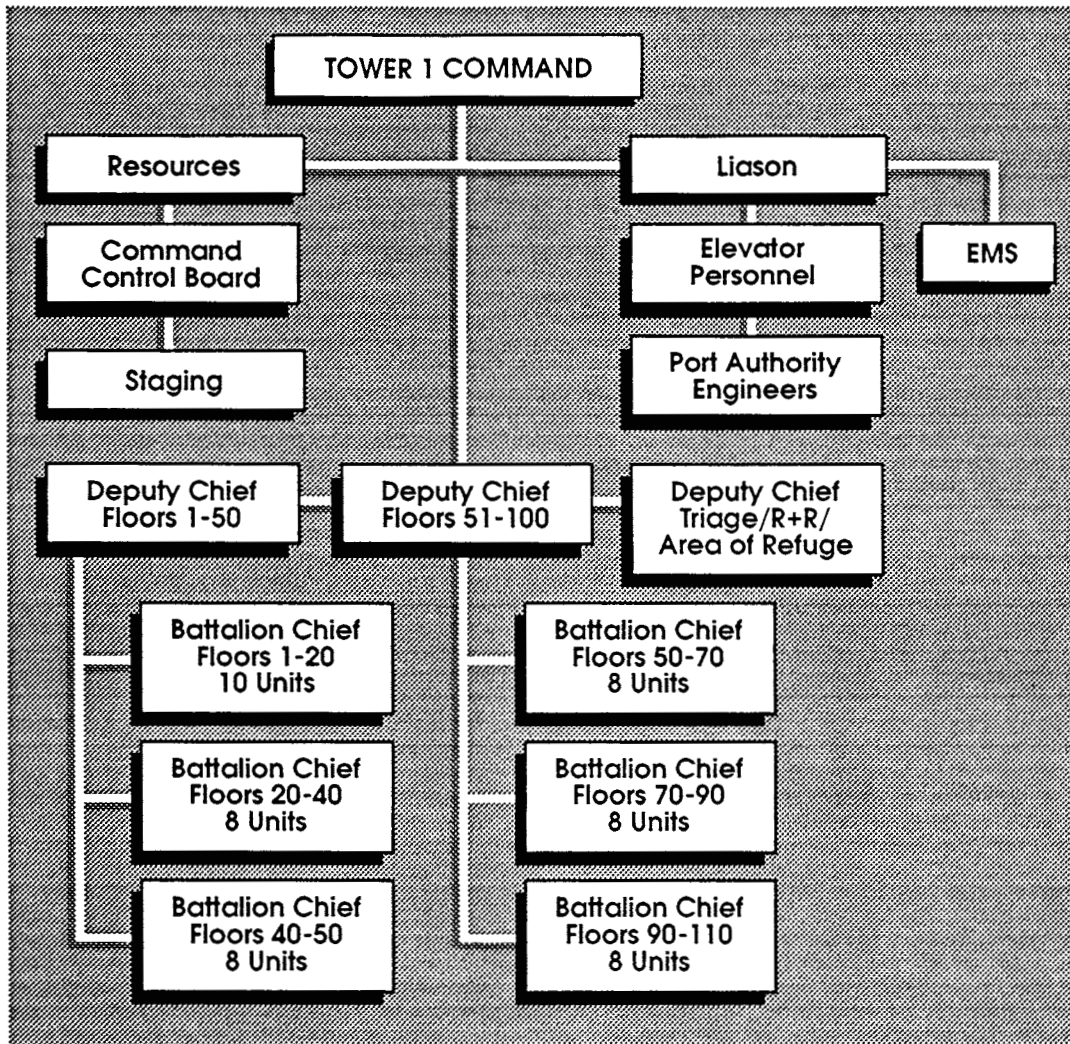 TOWER 1 COMMAND
Resources
Liason
Command
Control Board
Elevator
Personnel
EMS
Staging
Port Authority
Engineers
Deputy Chief
Floors 1-50
Deputy Chief
Floors 51-100
Deputy Chief
Triage/R+R/
Area of Refuge
Battalion Chief
Floors 1-20
10 Units
Battalion Chief
Floors 50-70
8 Units
Battalion Chief
Floors 20-40
8 Units
Battalion Chief
Floors 70-90
8 Units
Battalion Chief
Floors 40-50
8 Units
Battalion Chief
Floors 90-110
8 Units